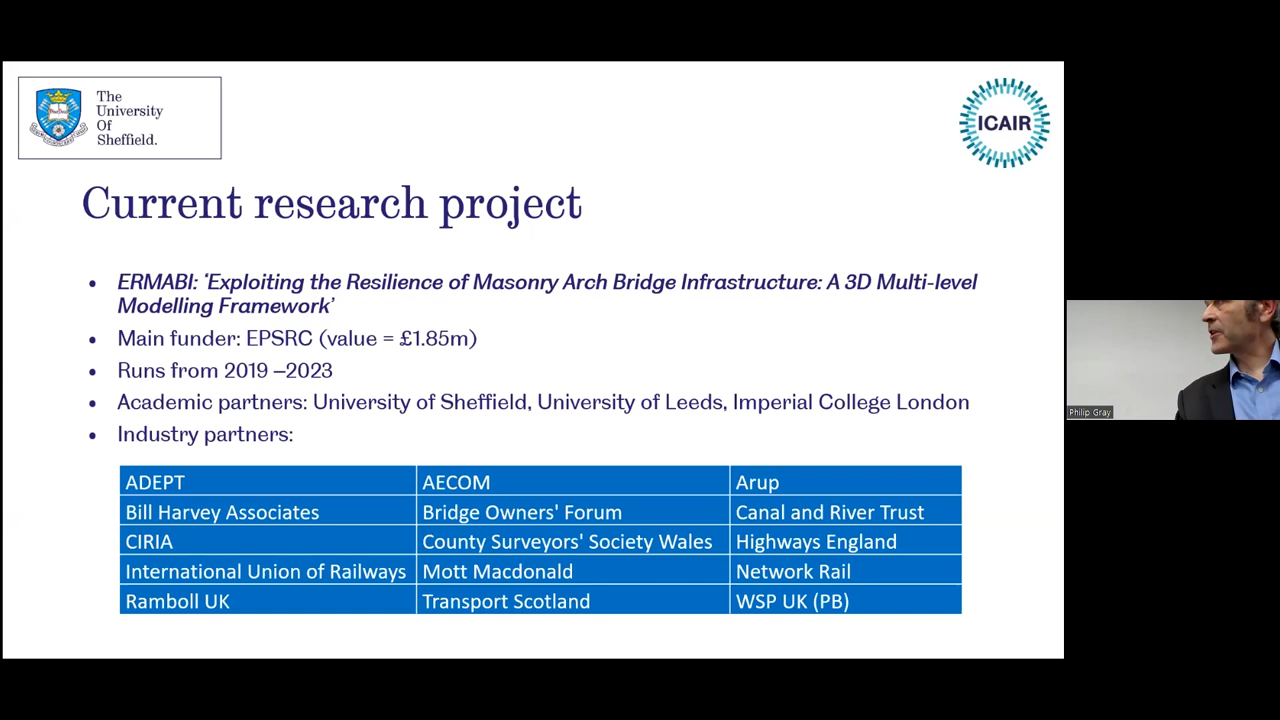 The
University
Of
Sheffield.
ICAIR
Current research project
• ERMABI: ‘Exploiting the Resilience of Masonry Arch Bridge Infrastructure: A 3D Multi-level
Modelling Framework’
• Main funder: EPSRC (value = £1.85m)
• Runs from 2019 –2023
• Academic partners: University of Sheffield, University of Leeds, Imperial College London
• Industry partners:
ADEPT AECOM Arup
Bill Harvey Associates Bridge Owners' Forum Canal and River Trust
CIRIA County Surveyors' Society Wales Highways England
International Union of Railways Mott Macdonald Network Rail
Ramboll UK Transport Scotland WSP UK (PB)
Philip Gray